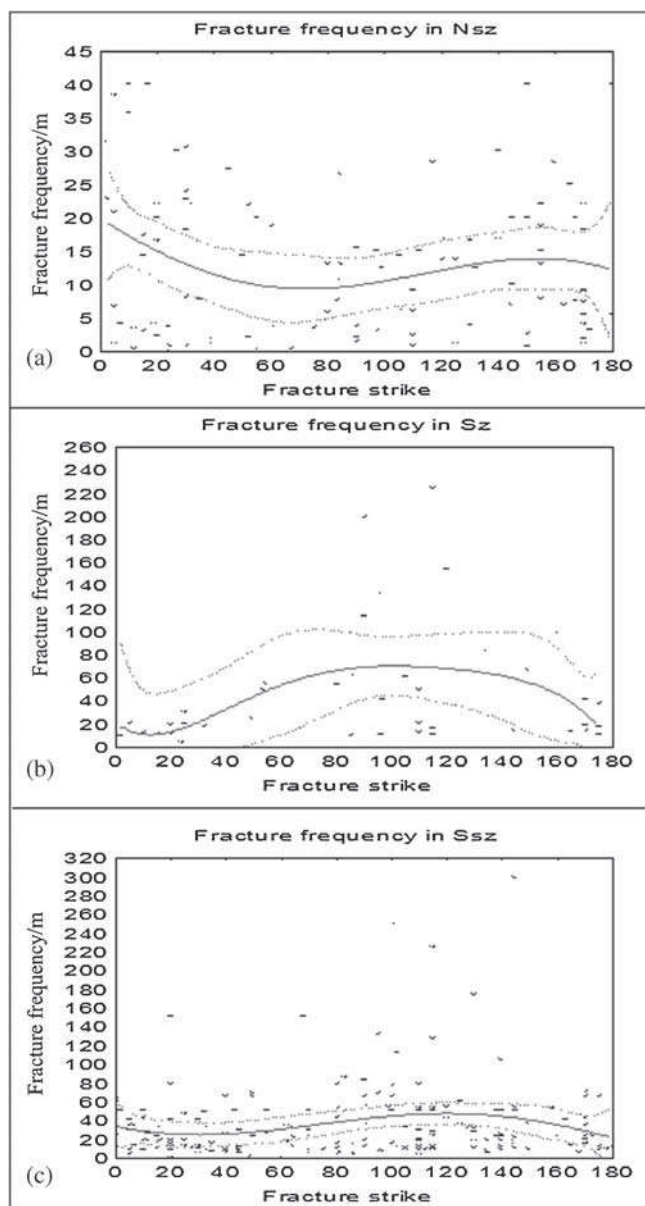 Fracture frequency in Nsz
45
40
35
30
25
20
15
10
5
0
Fracture frequency/m
0 20 40 60 80 100 120 140 160 180
Fracture strike
(a)
Fracture frequency in Sz
260
240
220
200
180
160
140
120
100
80
60
40
20
0
Fracture frequency/m
0 20 40 60 80 100 120 140 160 180
Fracture strike
(b)
Fracture frequency in Ssz
320
300
280
260
240
220
200
180
160
140
120
100
80
60
40
20
0
Fracture frequency/m
0 20 40 60 80 100 120 140 160 180
Fracture strike
(c)